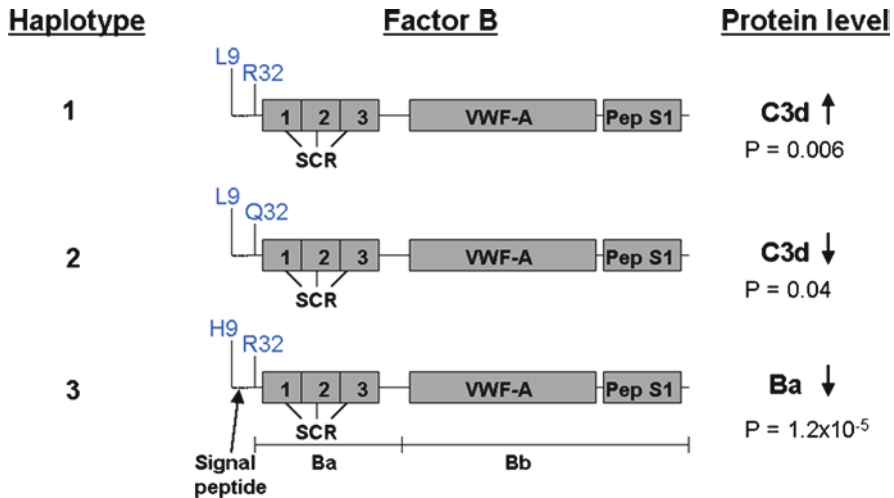 Haplotype Factor B Protein level
L9
R32
1 1 2 3 VWF-A Pep S1 C3d ↑
SCR P = 0.006
L9
Q32
2 1 2 3 VWF-A Pep S1 C3d ↓
SCR P = 0.04
H9
R32
3 1 2 3 VWF-A Pep S1 Ba ↓
SCR P = 1.2x10⁻⁵
Signal peptide Ba Bb